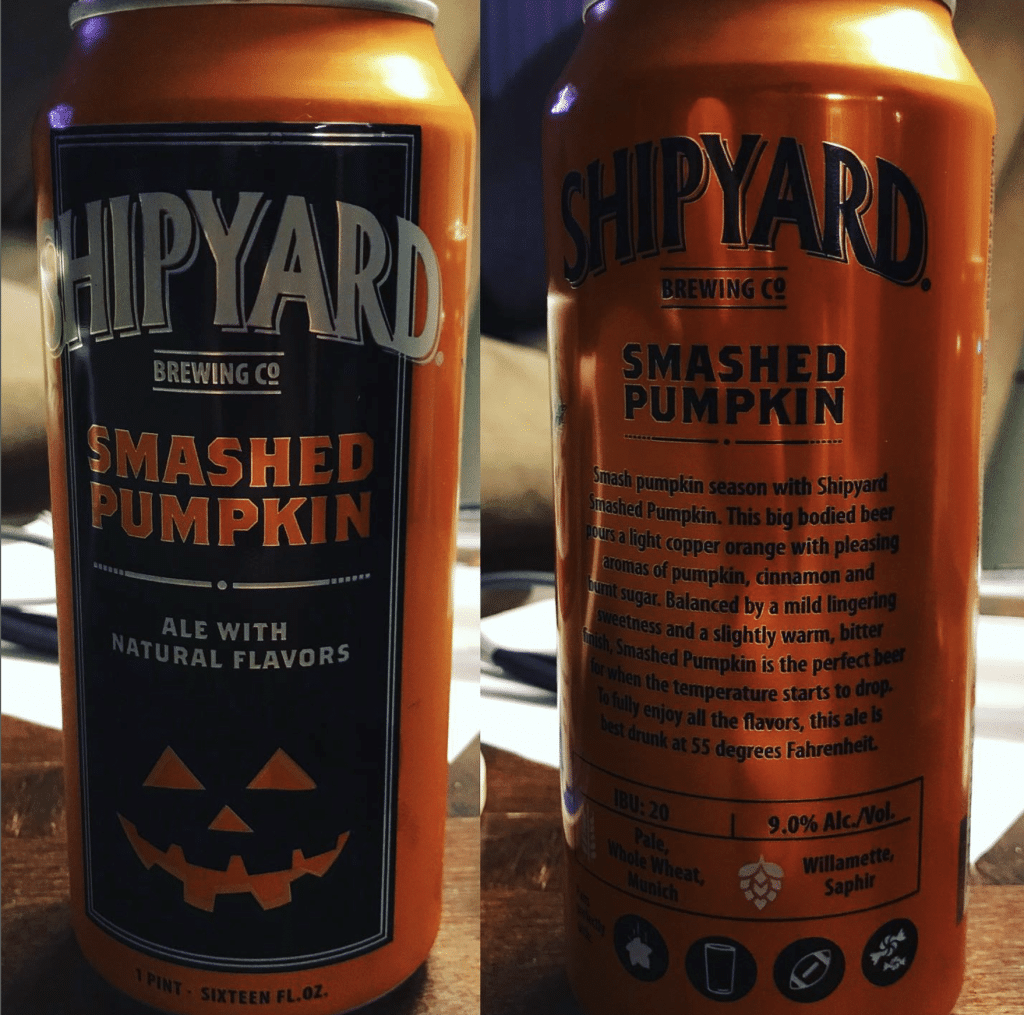 SHIPYARD®
BREWING CO
SMASHED
PUMPKIN
ALE WITH
NATURAL FLAVORS
1 PINT - SIXTEEN FL.OZ.
SHIPYARD®
BREWING CO
SMASHED
PUMPKIN
Smash pumpkin season with Shipyard
Smashed Pumpkin. This big bodied beer
pours a light copper orange with pleasing
aromas of pumpkin, cinnamon and
burnt sugar. Balanced by a mild lingering
sweetness and a slightly warm, bitter
finish, Smashed Pumpkin is the perfect beer
for when the temperature starts to drop.
To fully enjoy all the flavors, this ale is
best drunk at 55 degrees Fahrenheit.
IBU: 20
9.0% Alc./Vol.
Pale,
Whole Wheat,
Munich
Willamette,
Saphir